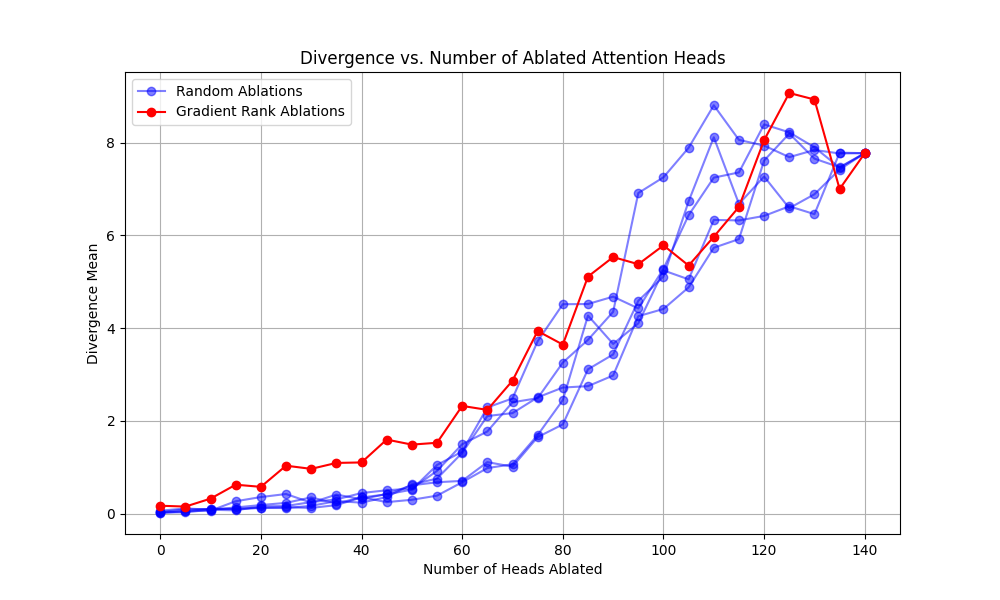 Divergence vs. Number of Ablated Attention Heads
Random Ablations
Gradient Rank Ablations
Divergence Mean
8
6
4
2
0
0 20 40 60 80 100 120 140
Number of Heads Ablated